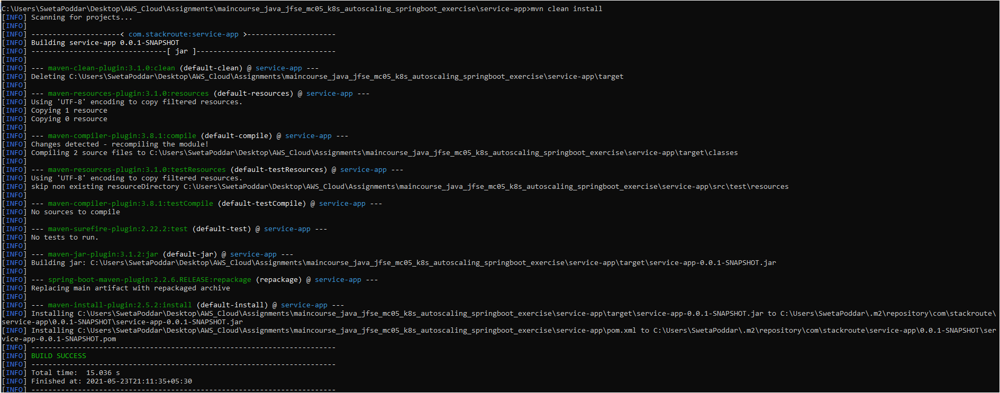 C:\Users\SwetaPoddar\Desktop\AWS_Cloud\Assignments\maincourse_java_jfse_mc05_k8s_autoscaling_springboot_exercise\service-app>mvn clean install
[INFO] Scanning for projects...
[INFO]
[INFO] ---------------------< com.stackroute:service-app >---------------------
[INFO] Building service-app 0.0.1-SNAPSHOT
[INFO] --------------------------------[ jar ]---------------------------------
[INFO]
[INFO] --- maven-clean-plugin:3.1.0:clean (default-clean) @ service-app ---
[INFO] Deleting C:\Users\SwetaPoddar\Desktop\AWS_Cloud\Assignments\maincourse_java_jfse_mc05_k8s_autoscaling_springboot_exercise\service-app\target
[INFO]
[INFO] --- maven-resources-plugin:3.1.0:resources (default-resources) @ service-app ---
[INFO] Using 'UTF-8' encoding to copy filtered resources.
[INFO] Copying 1 resource
[INFO] Copying 0 resource
[INFO]
[INFO] --- maven-compiler-plugin:3.8.1:compile (default-compile) @ service-app ---
[INFO] Changes detected - recompiling the module!
[INFO] Compiling 2 source files to C:\Users\SwetaPoddar\Desktop\AWS_Cloud\Assignments\maincourse_java_jfse_mc05_k8s_autoscaling_springboot_exercise\service-app\target\classes
[INFO]
[INFO] --- maven-resources-plugin:3.1.0:testResources (default-testResources) @ service-app ---
[INFO] Using 'UTF-8' encoding to copy filtered resources.
[INFO] skip non existing resourceDirectory C:\Users\SwetaPoddar\Desktop\AWS_Cloud\Assignments\maincourse_java_jfse_mc05_k8s_autoscaling_springboot_exercise\service-app\src\test\resources
[INFO]
[INFO] --- maven-compiler-plugin:3.8.1:testCompile (default-testCompile) @ service-app ---
[INFO] No sources to compile
[INFO]
[INFO] --- maven-surefire-plugin:2.22.2:test (default-test) @ service-app ---
[INFO] No tests to run.
[INFO]
[INFO] --- maven-jar-plugin:3.1.2:jar (default-jar) @ service-app ---
[INFO] Building jar: C:\Users\SwetaPoddar\Desktop\AWS_Cloud\Assignments\maincourse_java_jfse_mc05_k8s_autoscaling_springboot_exercise\service-app\target\service-app-0.0.1-SNAPSHOT.jar
[INFO]
[INFO] --- spring-boot-maven-plugin:2.2.6.RELEASE:repackage (repackage) @ service-app ---
[INFO] Replacing main artifact with repackaged archive
[INFO]
[INFO] --- maven-install-plugin:2.5.2:install (default-install) @ service-app ---
[INFO] Installing C:\Users\SwetaPoddar\Desktop\AWS_Cloud\Assignments\maincourse_java_jfse_mc05_k8s_autoscaling_springboot_exercise\service-app\target\service-app-0.0.1-SNAPSHOT.jar to C:\Users\SwetaPoddar\.m2\repository\com\stackroute\
service-app\0.0.1-SNAPSHOT\service-app-0.0.1-SNAPSHOT.jar
[INFO] Installing C:\Users\SwetaPoddar\Desktop\AWS_Cloud\Assignments\maincourse_java_jfse_mc05_k8s_autoscaling_springboot_exercise\service-app\pom.xml to C:\Users\SwetaPoddar\.m2\repository\com\stackroute\service-app\0.0.1-SNAPSHOT\ser
vice-app-0.0.1-SNAPSHOT.pom
[INFO] ------------------------------------------------------------------------
[INFO] BUILD SUCCESS
[INFO] ------------------------------------------------------------------------
[INFO] Total time:  15.036 s
[INFO] Finished at: 2021-05-23T21:11:35+05:30
[INFO] ------------------------------------------------------------------------